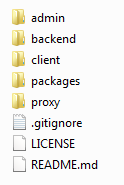 admin
backend
client
packages
proxy
.gitignore
LICENSE
README.md